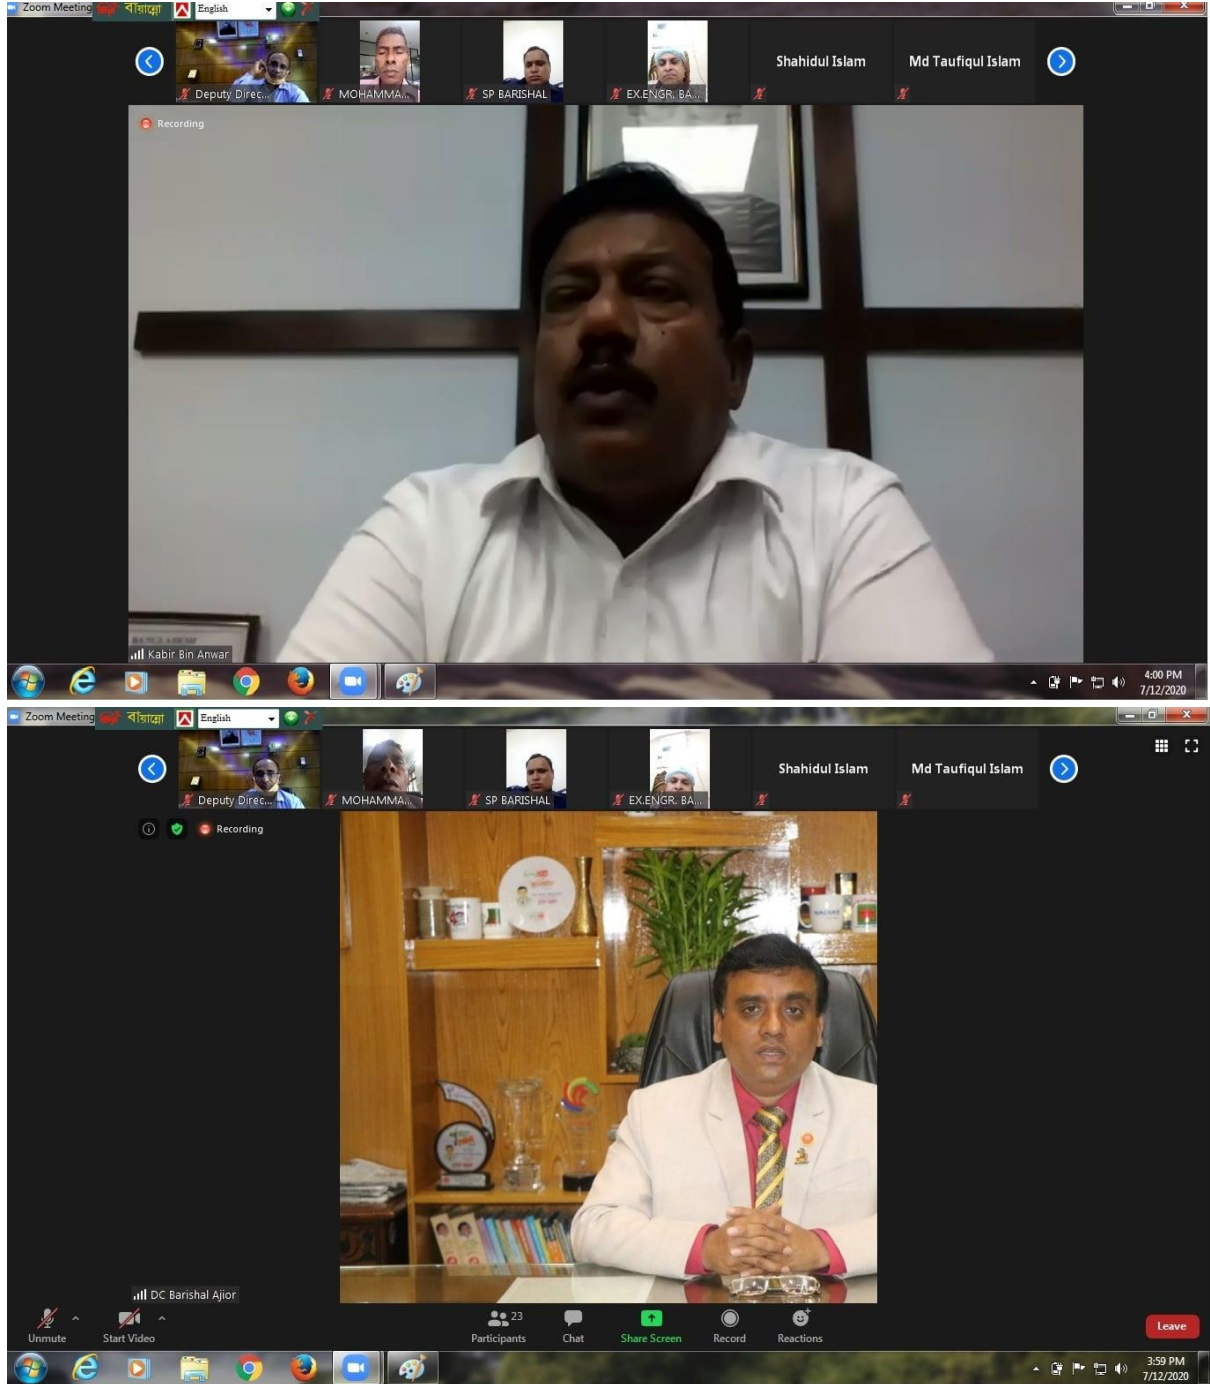 Zoom Meeting
বাঁয়ান্নো
English
Deputy Direc...
MOHAMMA...
SP BARISHAL
EX.ENGR. BA...
Shahidul Islam
Md Taufiqul Islam
Recording
BANGLADESH
Kabir Bin Anwar
4:00 PM
7/12/2020
Zoom Meeting
বাঁয়ান্নো
English
Deputy Direc...
MOHAMMA...
SP BARISHAL
EX.ENGR. BA...
Shahidul Islam
Md Taufiqul Islam
Recording
DC Barishal Ajior
Unmute
Start Video
23
Participants
Chat
Share Screen
Record
Reactions
Leave
3:59 PM
7/12/2020